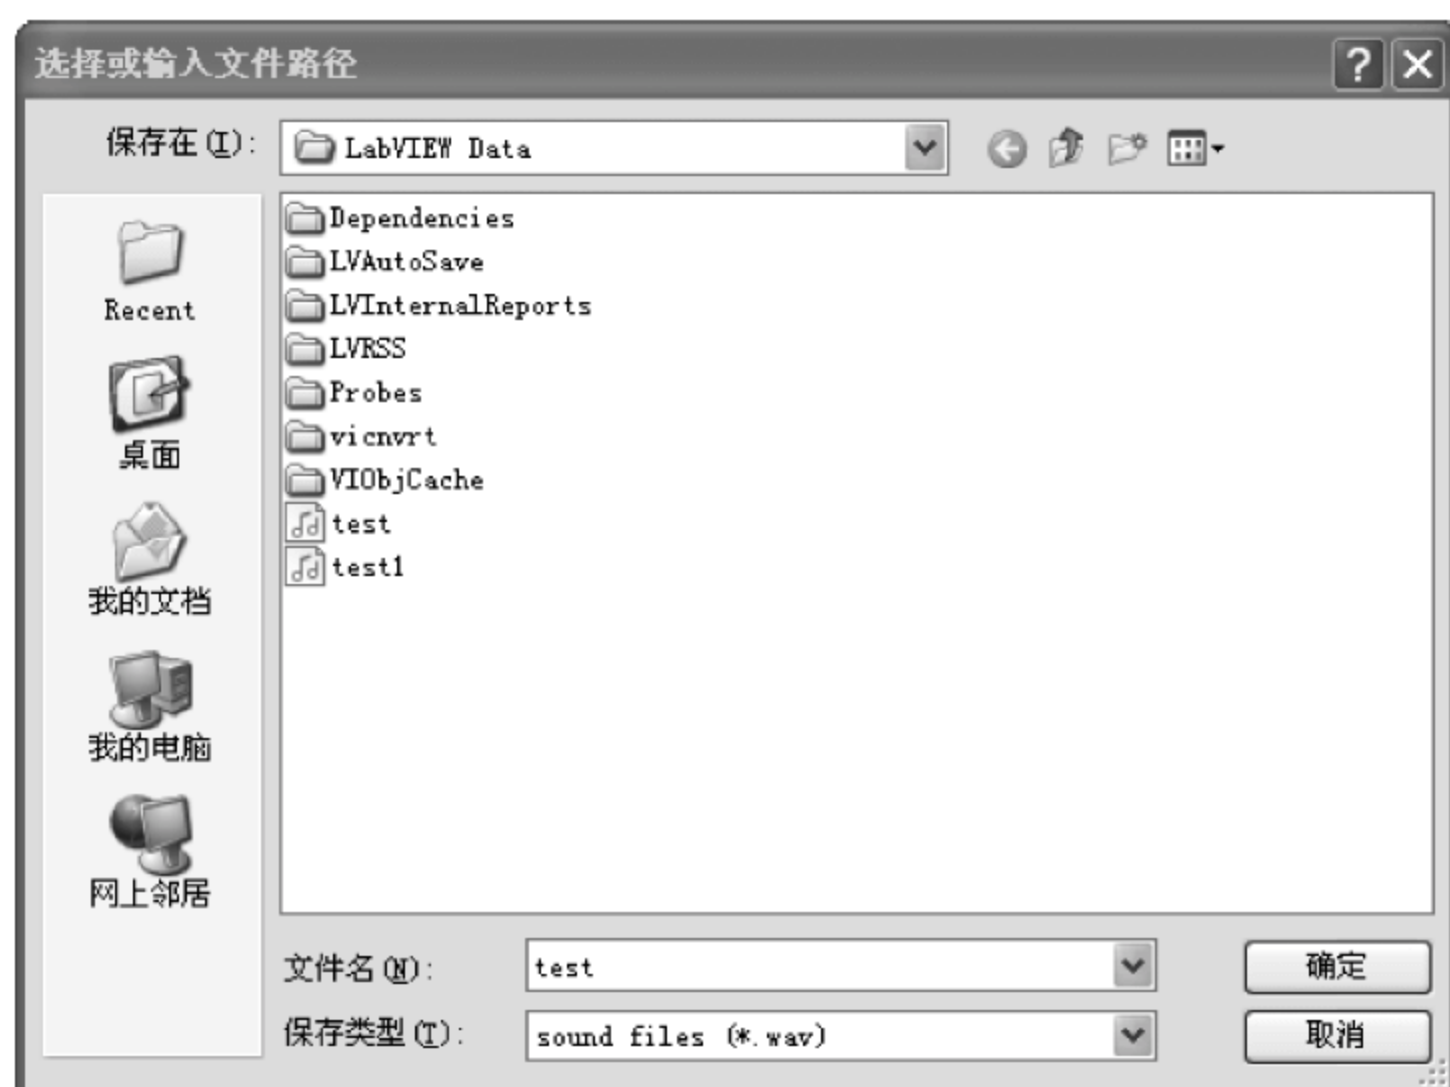 选择或输入文件路径
保存在(I):
LabVIEW Data
Recent
桌面
我的文档
我的电脑
网上邻居
Dependencies
LVAutoSave
LVInternalReports
LVRSS
Probes
vicnvrt
VIObjCache
test
test1
文件名(N): test 确定
保存类型(T): sound files (*.wav) 取消